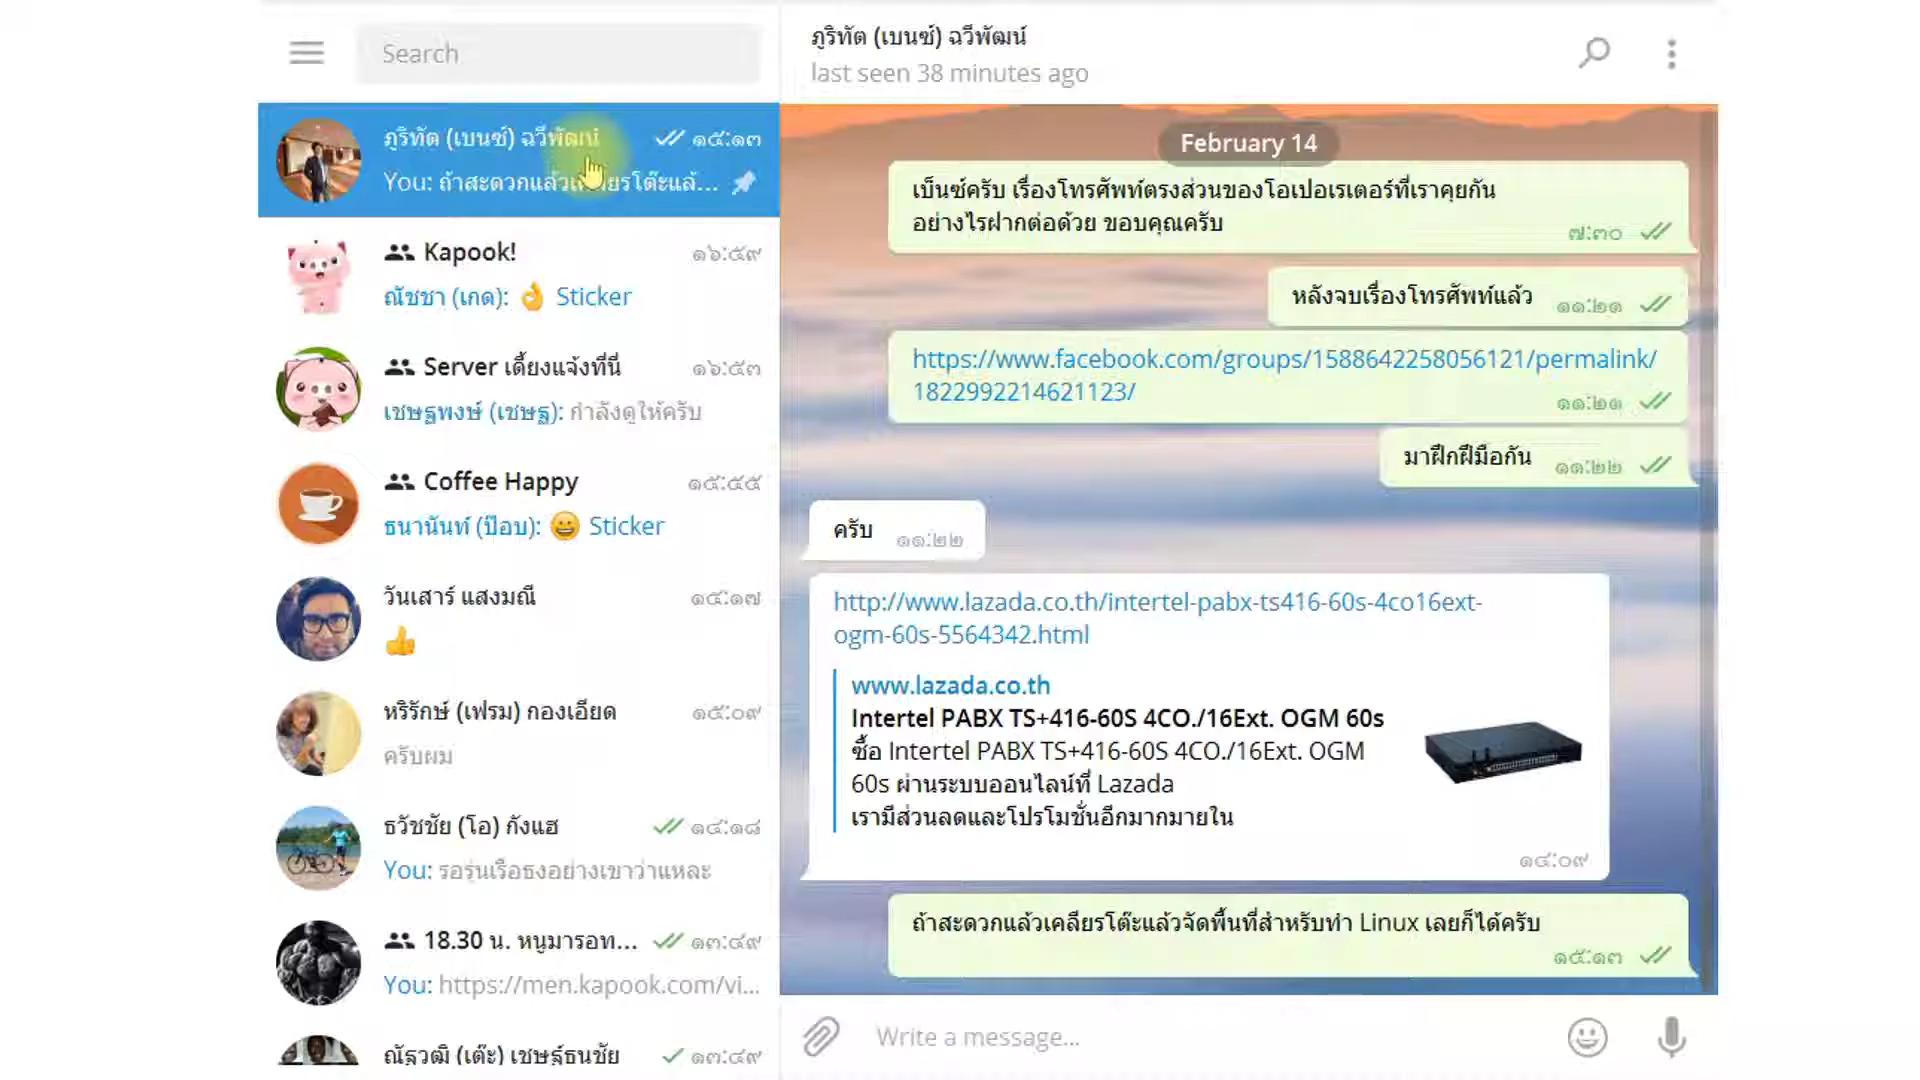 Search
ภูริทัต (เบนซ์) ฉวีพัฒน์ ๑๕:๑๓
You: ถ้าสะดวกแล้วเคลียรโต๊ะแล้...
Kapook! ๑๖:๕๙
ณัชชา (เกด): 👌 Sticker
Server เดี้ยงแจ้งที่นี่ ๑๖:๕๓
เชษฐพงษ์ (เชษฐ): กำลังดูให้ครับ
Coffee Happy ๑๕:๕๕
ธนานันท์ (ป๊อบ): 😀 Sticker
วันเสาร์ แสงมณี ๑๕:๑๗
👍
หริรักษ์ (เฟรม) กองเอียด ๑๕:๐๙
ครับผม
ธวัชชัย (โอ) กังแฮ ๑๔:๑๘
You: รอรุ่นเรือธงอย่างเขาว่าแหละ
18.30 น. หนูมารอท... ๑๓:๔๙
You: https://men.kapook.com/vi...
ณัฐวุฒิ (เต๊ะ) เชษฐ์ธนชัย ๑๓:๔๙
ภูริทัต (เบนซ์) ฉวีพัฒน์
last seen 38 minutes ago
February 14
เบ็นซ์ครับ เรื่องโทรศัพท์ตรงส่วนของโอเปอเรเตอร์ที่เราคุยกัน
อย่างไรฝากต่อด้วย ขอบคุณครับ ๗:๓๐
หลังจบเรื่องโทรศัพท์แล้ว ๑๑:๒๑
https://www.facebook.com/groups/1588642258056121/permalink/
1822992214621123/ ๑๑:๒๑
มาฝึกฝีมือกัน ๑๑:๒๒
ครับ ๑๑:๒๒
http://www.lazada.co.th/intertel-pabx-ts416-60s-4co16ext-
ogm-60s-5564342.html
www.lazada.co.th
Intertel PABX TS+416-60S 4CO./16Ext. OGM 60s
ซื้อ Intertel PABX TS+416-60S 4CO./16Ext. OGM
60s ผ่านระบบออนไลน์ที่ Lazada
เรามีส่วนลดและโปรโมชั่นอีกมากมายใน
๑๔:๐๙
ถ้าสะดวกแล้วเคลียรโต๊ะแล้วจัดพื้นที่สำหรับทำ Linux เลยก็ได้ครับ
๑๕:๑๓
Write a message...